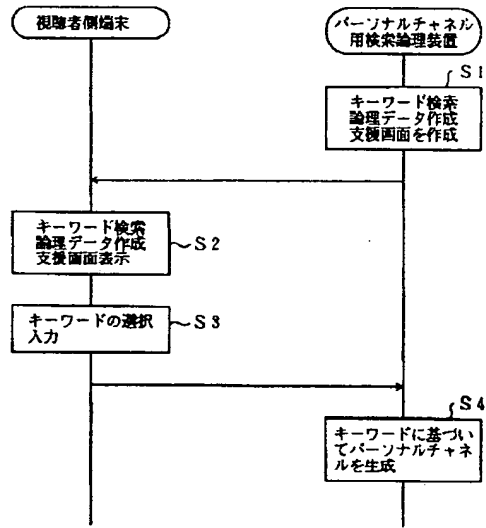 視聴者側端末
パーソナルチャネル
用検索論理装置
S1
キーワード検索
論理データ作成
支援画面を作成
キーワード検索
論理データ作成
支援画面表示
S2
キーワードの選択
入力
S3
S4
キーワードに基づい
てパーソナルチャネ
ルを生成